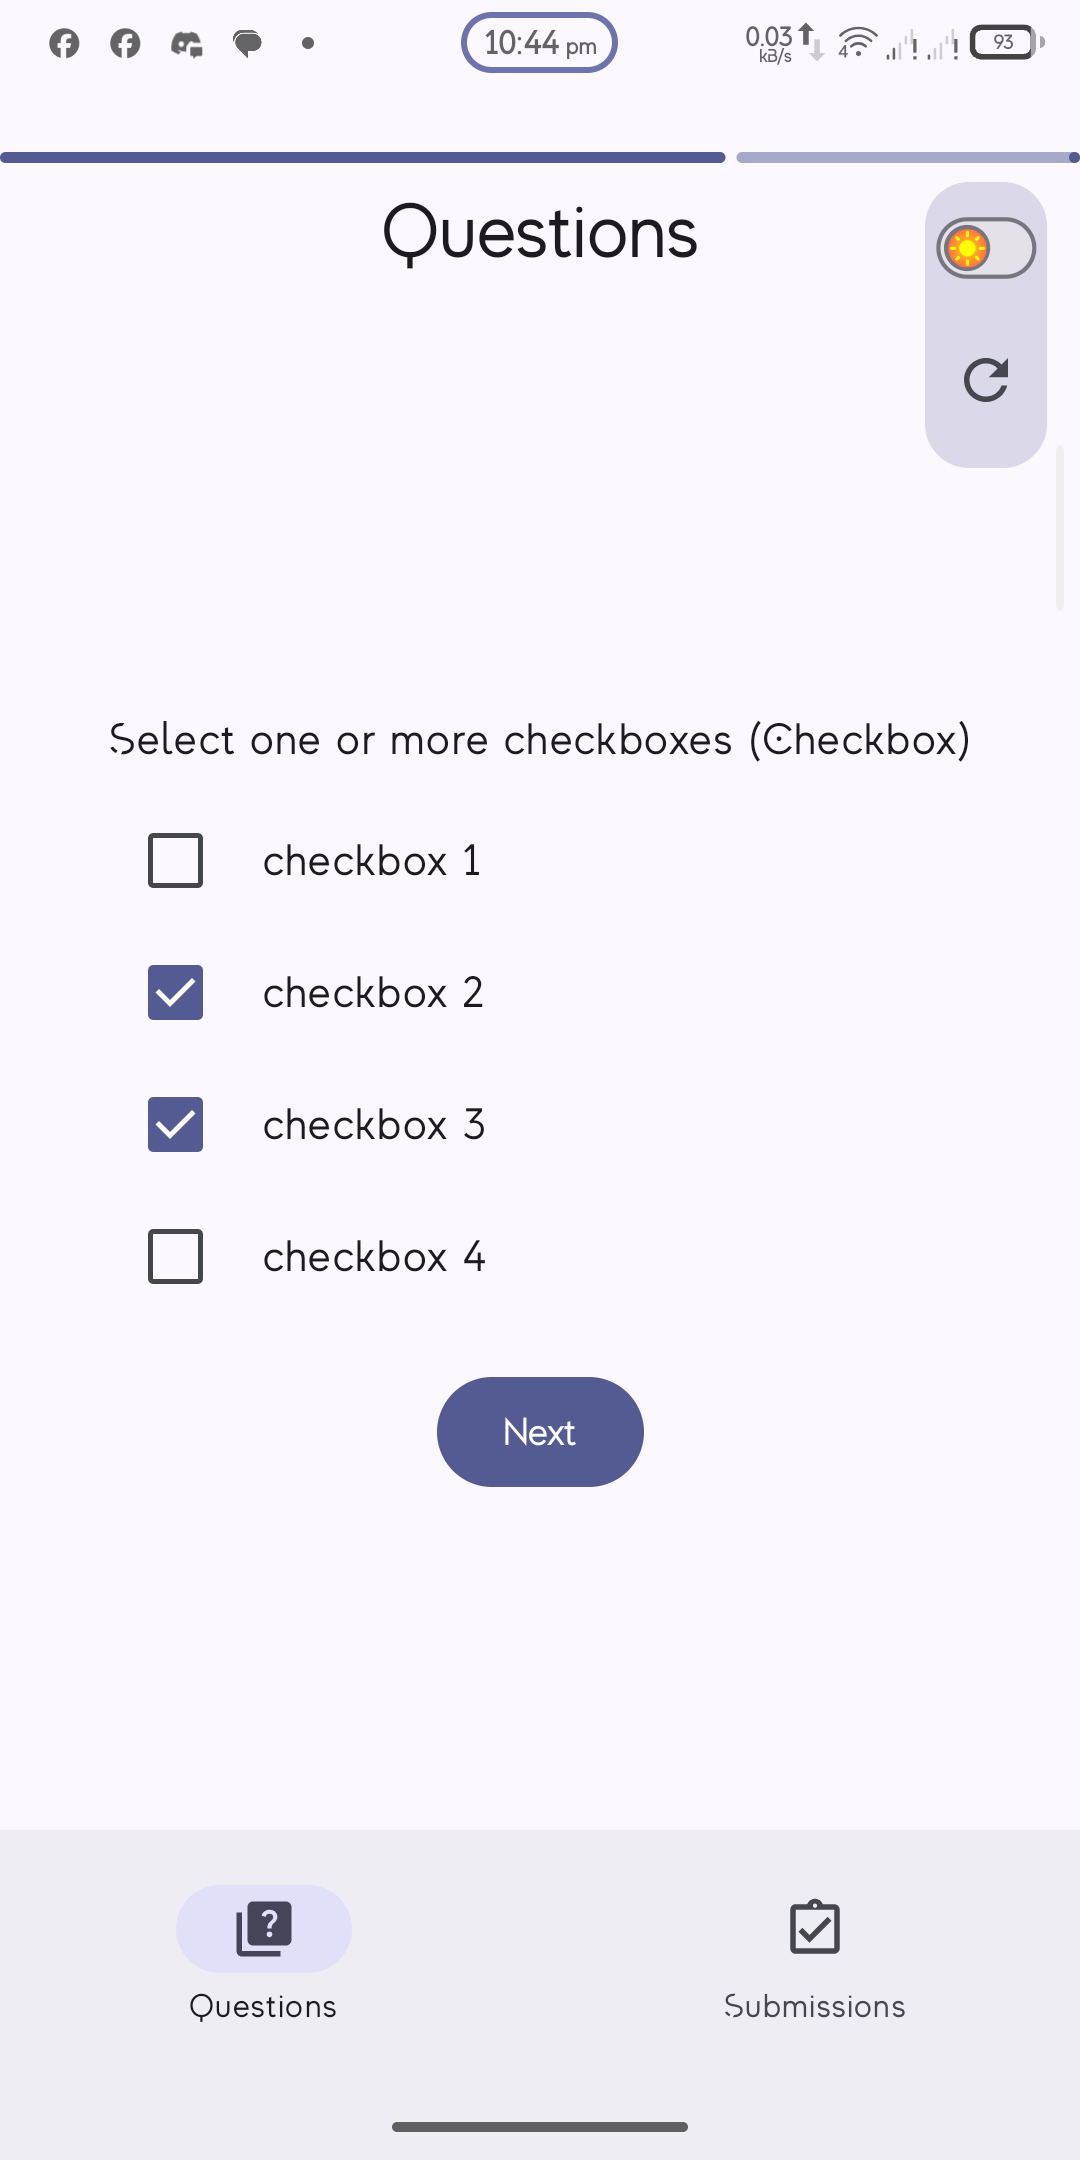 10:44 pm
0.03
kB/s
4
93
Questions
Select one or more checkboxes (Checkbox)
checkbox 1
checkbox 2
checkbox 3
checkbox 4
Next
Questions
Submissions